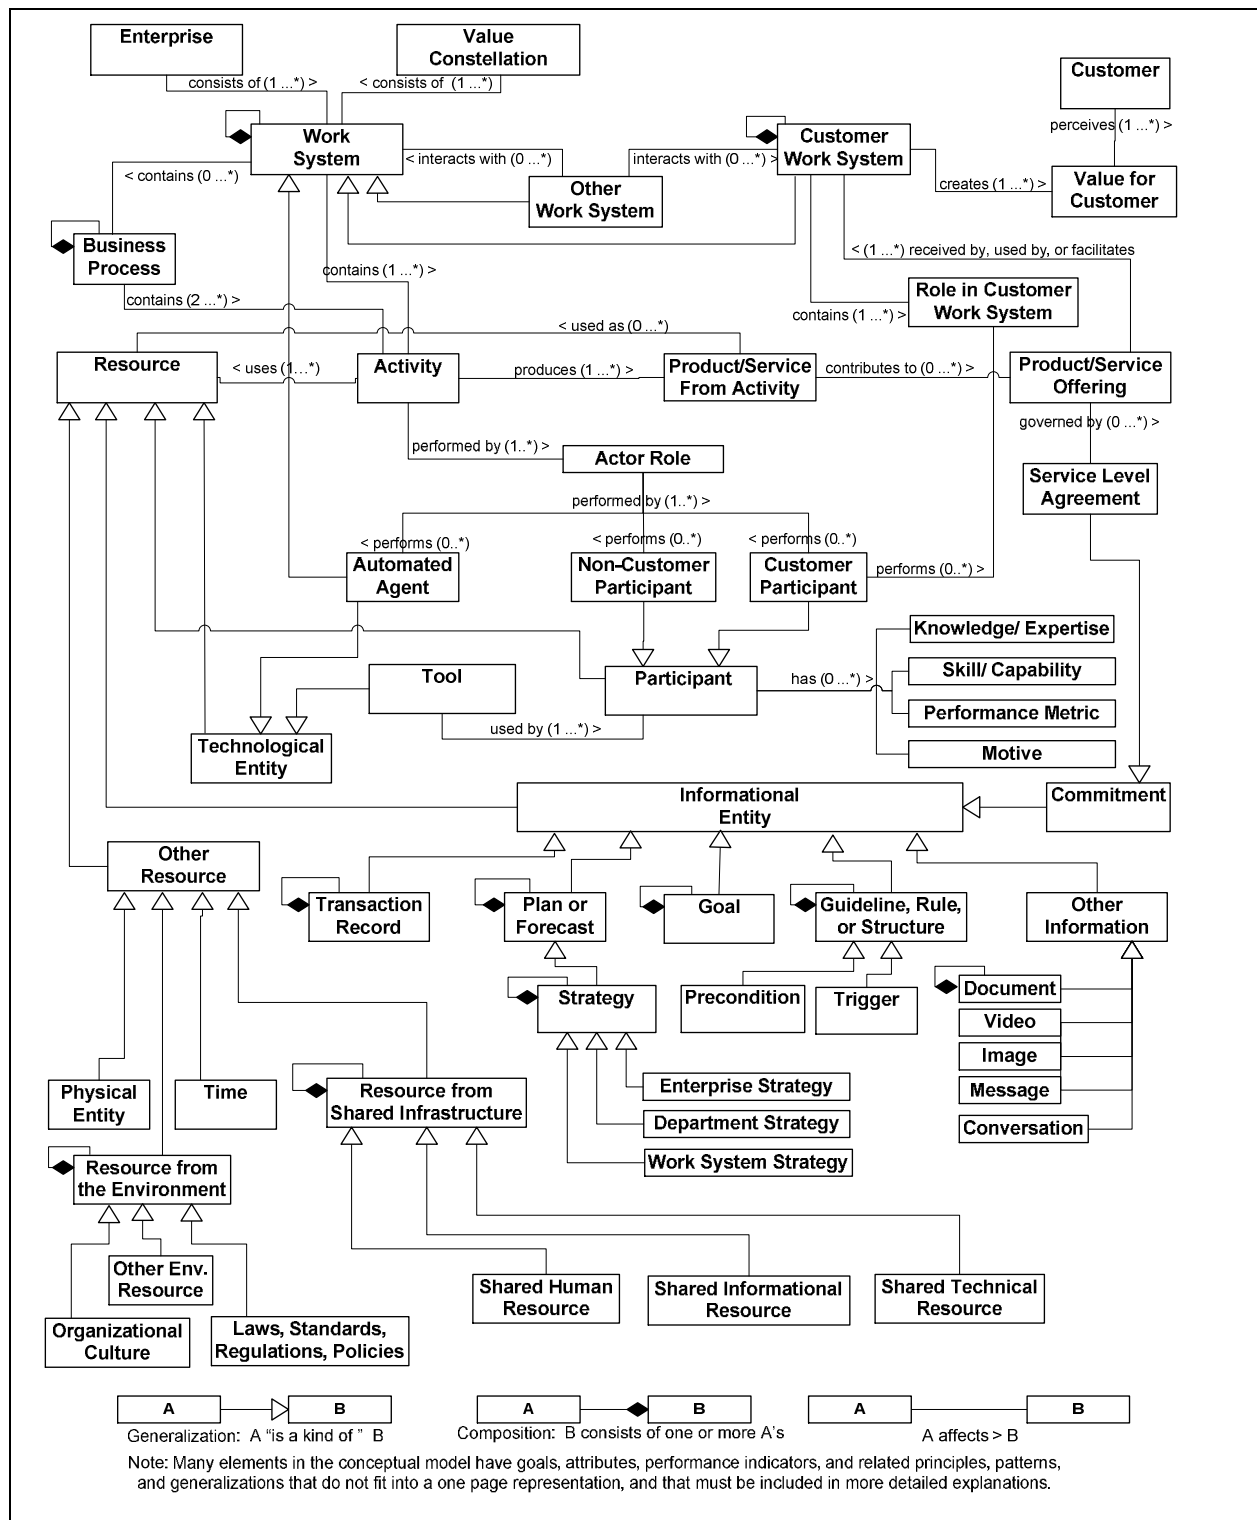 Enterprise
Value
Constellation
Customer
consists of (1 ...*) >
< consists of  (1 ...*)
perceives (1 ...*) >
Work
System
Customer
Work System
< interacts with (0 ...*)
interacts with (0 ...*) >
< contains (0 ...*)
Other
Work System
creates (1 ...*) >
Value for
Customer
Business
Process
< (1 ...*) received by, used by, or facilitates
contains (1 ...*) >
contains (2 ...*) >
Role in Customer
Work System
contains (1 ...*) >
< used as (0 ...*)
Resource
< uses (1...*)
Activity
produces (1 ...*) >
Product/Service
From Activity
contributes to (0 ...*) >
Product/Service
Offering
governed by (0 ...*) >
performed by (1..*) >
Actor Role
Service Level
Agreement
performed by (1..*) >
< performs (0..*)
< performs (0..*)
< performs (0..*)
Automated
Agent
Non-Customer
Participant
Customer
Participant
performs (0..*) >
Knowledge/ Expertise
Tool
Participant
has (0 ...*) >
Skill/ Capability
Performance Metric
used by (1 ...*) >
Technological
Entity
Motive
Informational
Entity
Commitment
Other
Resource
Transaction
Record
Plan or
Forecast
Goal
Guideline, Rule,
or Structure
Other
Information
Strategy
Precondition
Trigger
Document
Video
Image
Message
Conversation
Physical
Entity
Time
Resource from
Shared Infrastructure
Enterprise Strategy
Department Strategy
Work System Strategy
Resource from
the Environment
Other Env.
Resource
Shared Human
Resource
Shared Informational
Resource
Shared Technical
Resource
Organizational
Culture
Laws, Standards,
Regulations, Policies
A
B
A
B
A
B
Generalization:  A “is a kind of ”  B
Composition:  B consists of one or more A’s
A affects > B
Note: Many elements in the conceptual model have goals, attributes, performance indicators, and related principles, patterns,
and generalizations that do not fit into a one page representation, and that must be included in more detailed explanations.